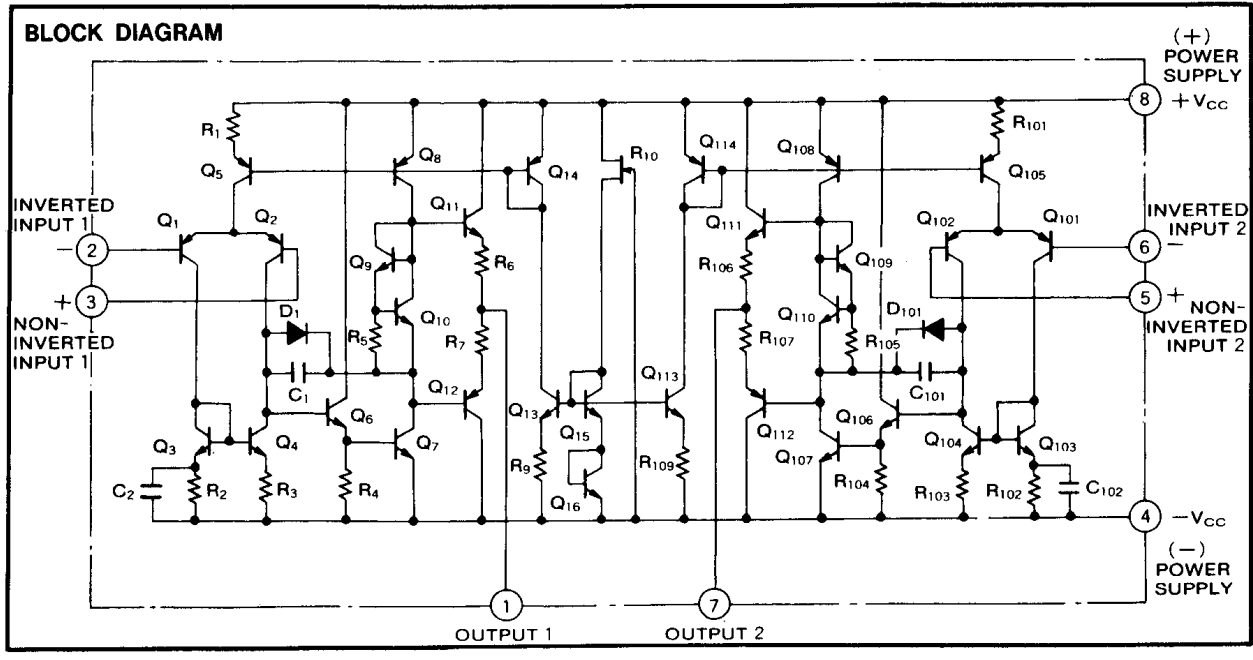 BLOCK DIAGRAM
(+)
POWER
SUPPLY
8
+VCC
R1
R101
Q5
Q8
Q14
R10
Q114
Q108
Q105
INVERTED
INPUT 1
−
2
Q1
Q2
Q11
Q111
Q102
Q101
INVERTED
INPUT 2
6
−
Q9
R6
R106
Q109
+
3
NON-
INVERTED
INPUT 1
5
+
NON-
INVERTED
INPUT 2
D1
Q10
R5
R7
R107
Q110
R105
D101
C1
Q12
Q113
C101
Q3
Q4
Q6
Q7
Q13
Q15
Q112
Q106
Q107
Q104
Q103
C2
R2
R3
R4
R9
Q16
R109
R104
R103
R102
C102
4
−VCC
(−)
POWER
SUPPLY
1
OUTPUT 1
7
OUTPUT 2